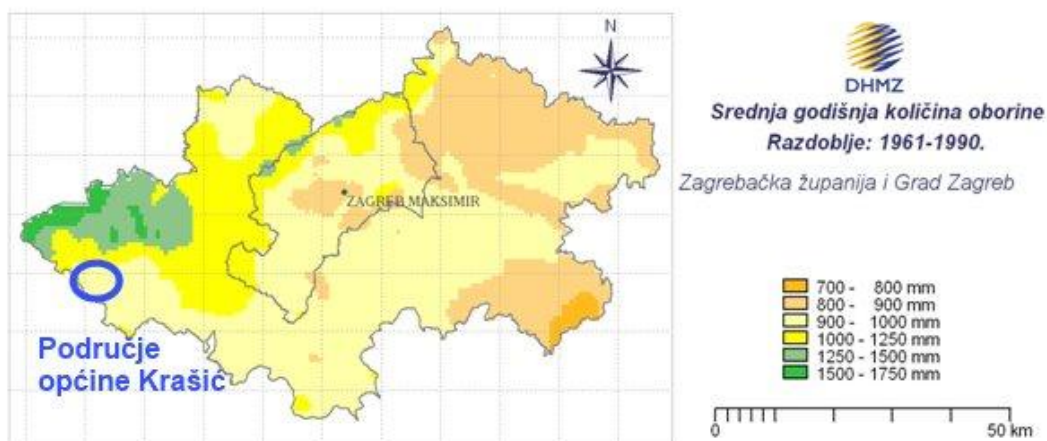 N
DHMZ
Srednja godišnja količina oborine
Razdoblje: 1961-1990.
Zagrebačka županija i Grad Zagreb
ZAGREB MAKSIMIR
700 - 800 mm
800 - 900 mm
900 - 1000 mm
1000 - 1250 mm
1250 - 1500 mm
1500 - 1750 mm
Područje
općine Krašić
0 50 km